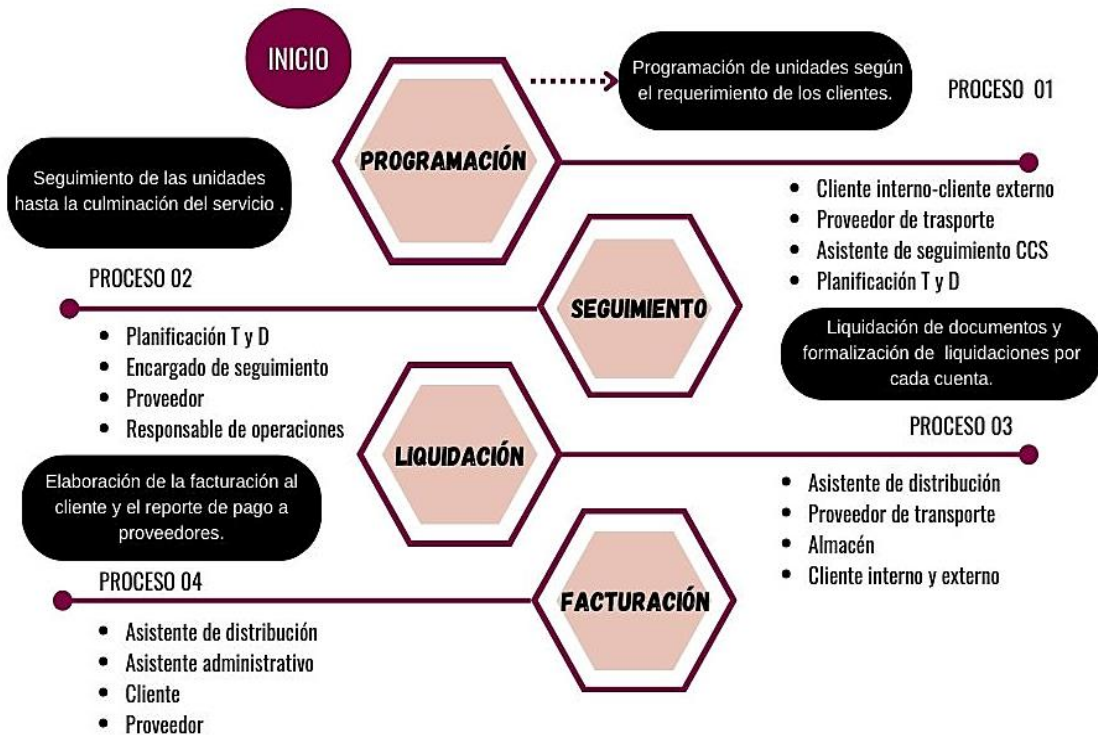 INICIO
Programación de unidades según
el requerimiento de los clientes.
PROCESO 01
PROGRAMACIÓN
Cliente interno-cliente externo
Proveedor de trasporte
Asistente de seguimiento CCS
Planificación T y D
Seguimiento de las unidades
hasta la culminación del servicio .
PROCESO 02
SEGUIMIENTO
Planificación T y D
Encargado de seguimiento
Proveedor
Responsable de operaciones
Liquidación de documentos y
formalización de liquidaciones por
cada cuenta.
PROCESO 03
LIQUIDACIÓN
Asistente de distribución
Proveedor de transporte
Almacén
Cliente interno y externo
Elaboración de la facturación al
cliente y el reporte de pago a
proveedores.
PROCESO 04
FACTURACIÓN
Asistente de distribución
Asistente administrativo
Cliente
Proveedor